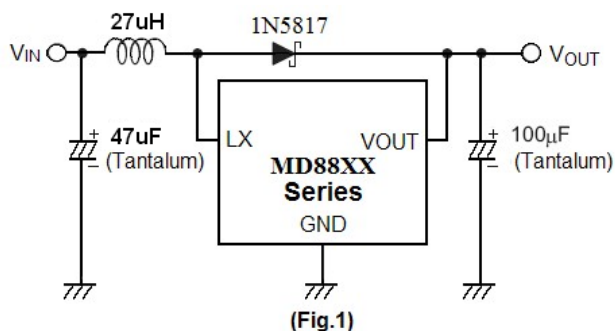 27uH
1N5817
VIN
VOUT
+
47uF
(Tantalum)
−
LX
VOUT
MD88XX
Series
GND
+
100μF
(Tantalum)
−
(Fig.1)